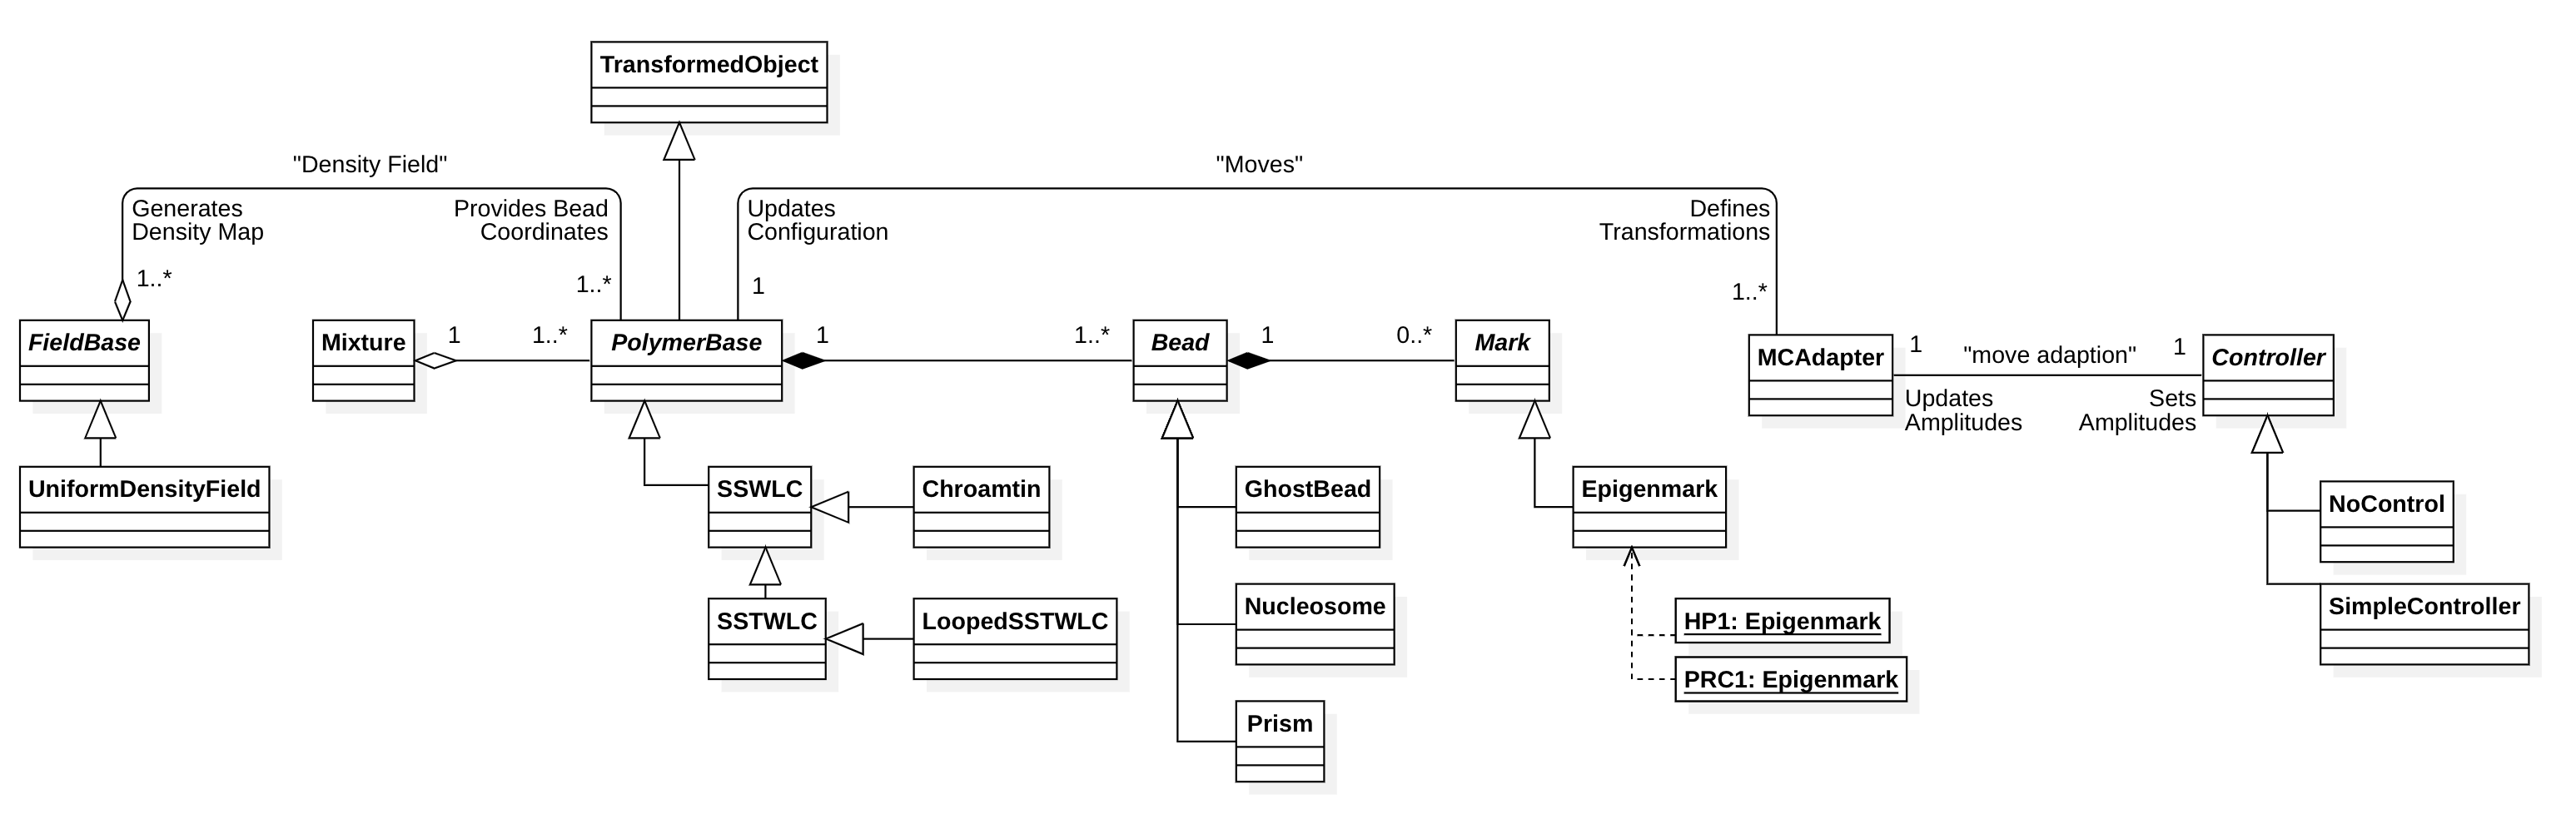 TransformedObject
"Density Field"
"Moves"
Generates
Density Map
Provides Bead
Coordinates
Updates
Configuration
Defines
Transformations
1..*
1..*
1
1..*
FieldBase
Mixture
1
1..*
PolymerBase
1
1..*
Bead
1
0..*
Mark
MCAdapter
1
"move adaption"
1
Controller
Updates
Amplitudes
Sets
Amplitudes
UniformDensityField
SSWLC
Chroamtin
GhostBead
Epigenmark
NoControl
SSTWLC
LoopedSSTWLC
Nucleosome
HP1: Epigenmark
SimpleController
PRC1: Epigenmark
Prism